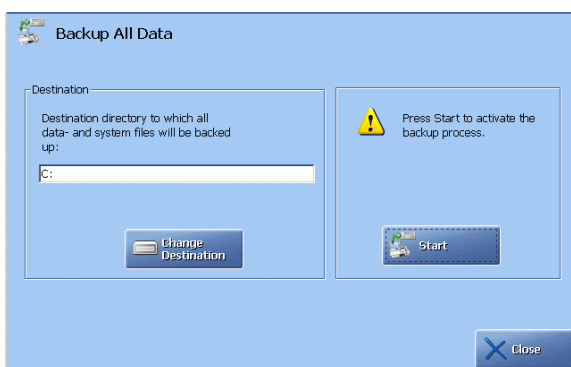 Backup All Data
Destination
Destination directory to which all
data- and system files will be backed
up:
C:
Change
Destination
Press Start to activate the
backup process.
Start
Close